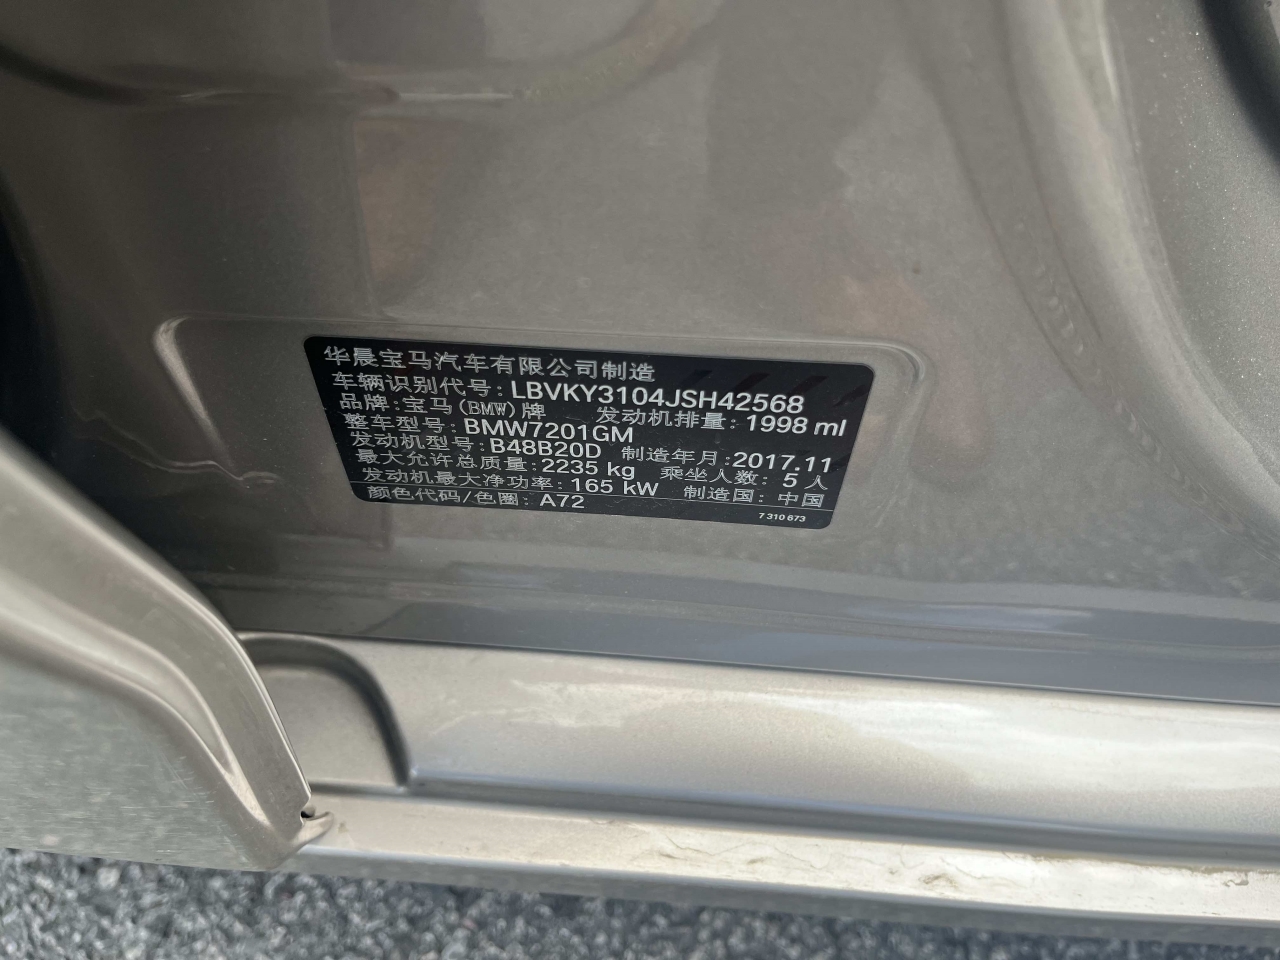 华晨宝马汽车有限公司制造
车辆识别代号: LBVKY3104JSH42568
品牌: 宝马(BMW)牌 发动机排量: 1998 ml
整车型号: BMW7201GM
发动机型号: B48B20D 制造年月: 2017.11
最大允许总质量: 2235 kg 乘坐人数: 5 人
发动机最大净功率: 165 kW 制造国: 中国
颜色代码/色圈: A72
7 310 673